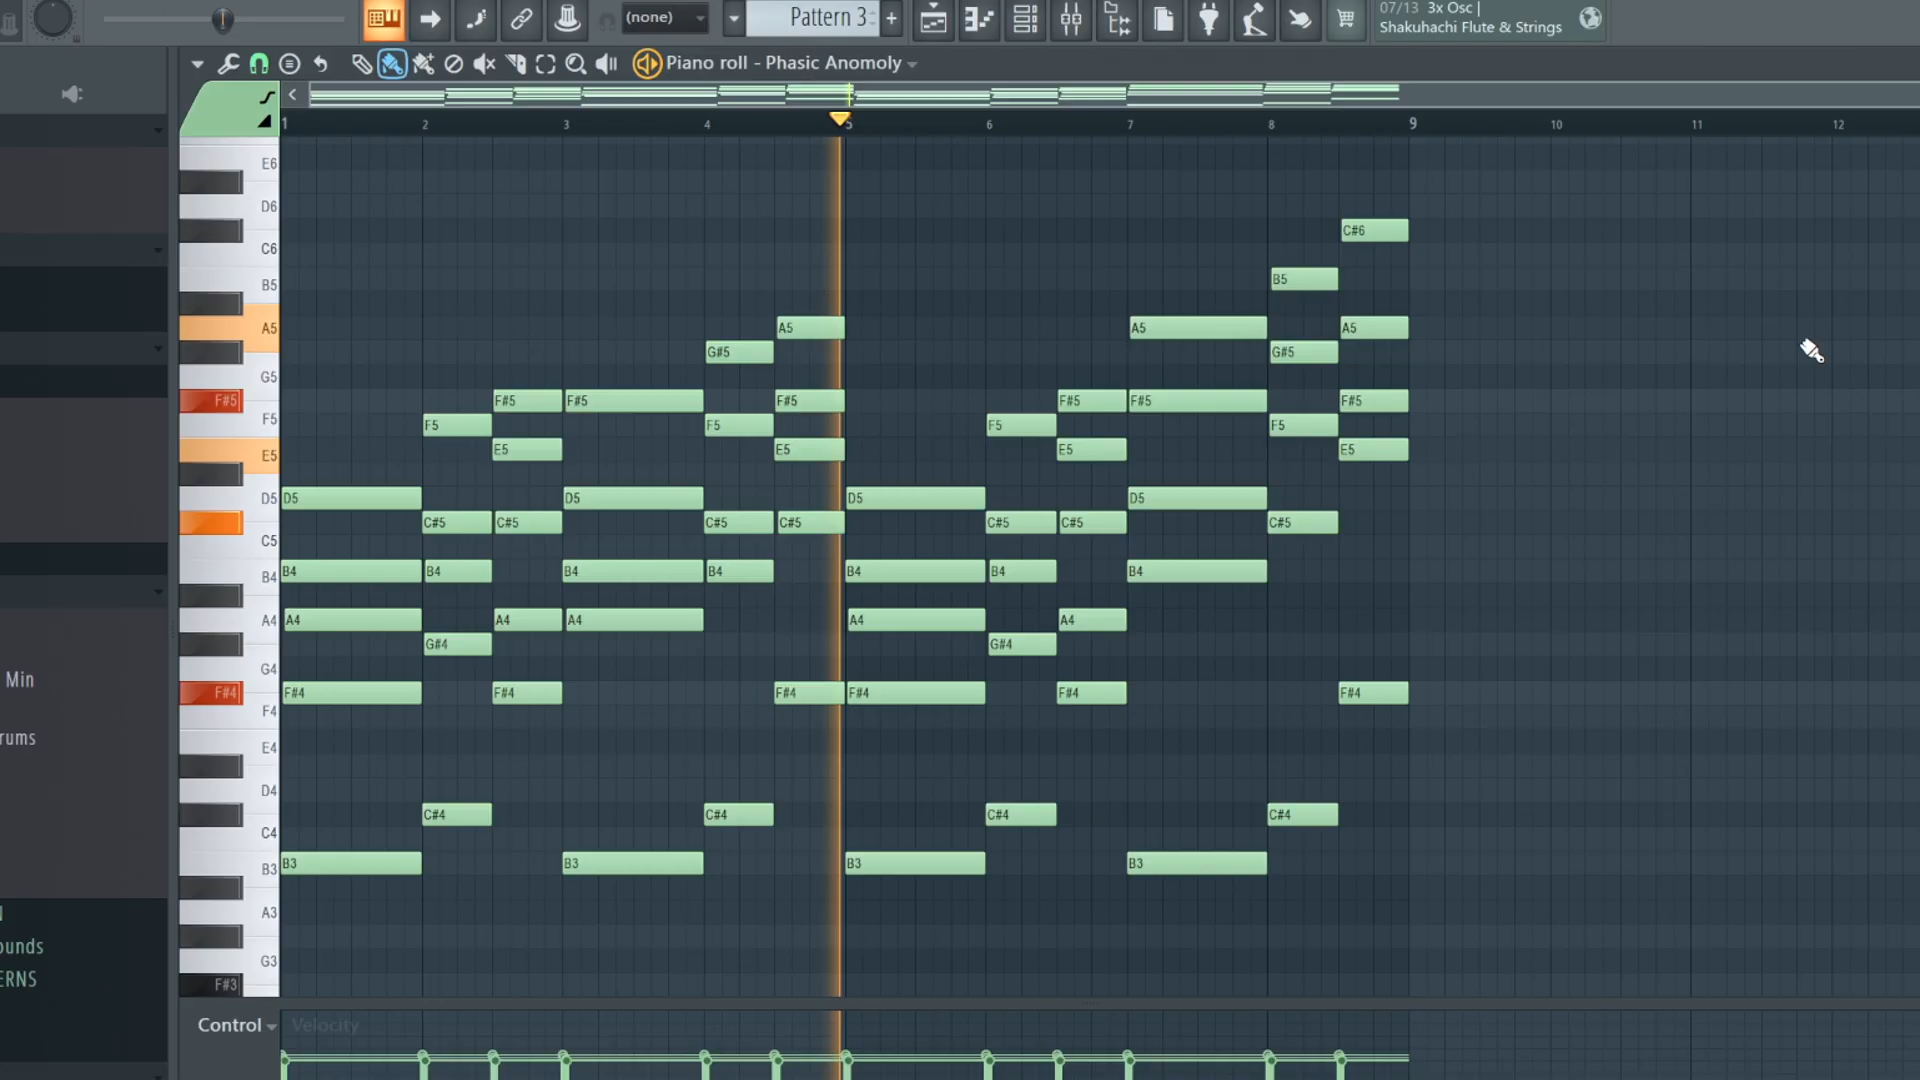 (none)
Pattern 3
+
07/13 3x Osc |
Shakuhachi Flute & Strings
Piano roll - Phasic Anomoly
1 2 3 4 5 6 7 8 9 10 11 12
E6
D6
C#6
C6
B5
B5
A5 A5 A5 A5
G#5 G#5
G5
F#5 F#5 F#5 F#5 F#5 F#5 F#5
F5 F5 F5 F5 F5
E5 E5 E5 E5 E5
D5 D5 D5 D5 D5
C#5 C#5 C#5 C#5 C#5 C#5 C#5
C5
B4 B4 B4 B4 B4 B4 B4 B4
A4 A4 A4 A4 A4 A4
G#4 G#4
G4
F#4 F#4 F#4 F#4 F#4 F#4 F#4
F4
Min
rums
E4
D4
C#4 C#4 C#4 C#4
C4
B3 B3 B3 B3 B3
A3
ounds
G3
ERNS
F#3
Control Velocity